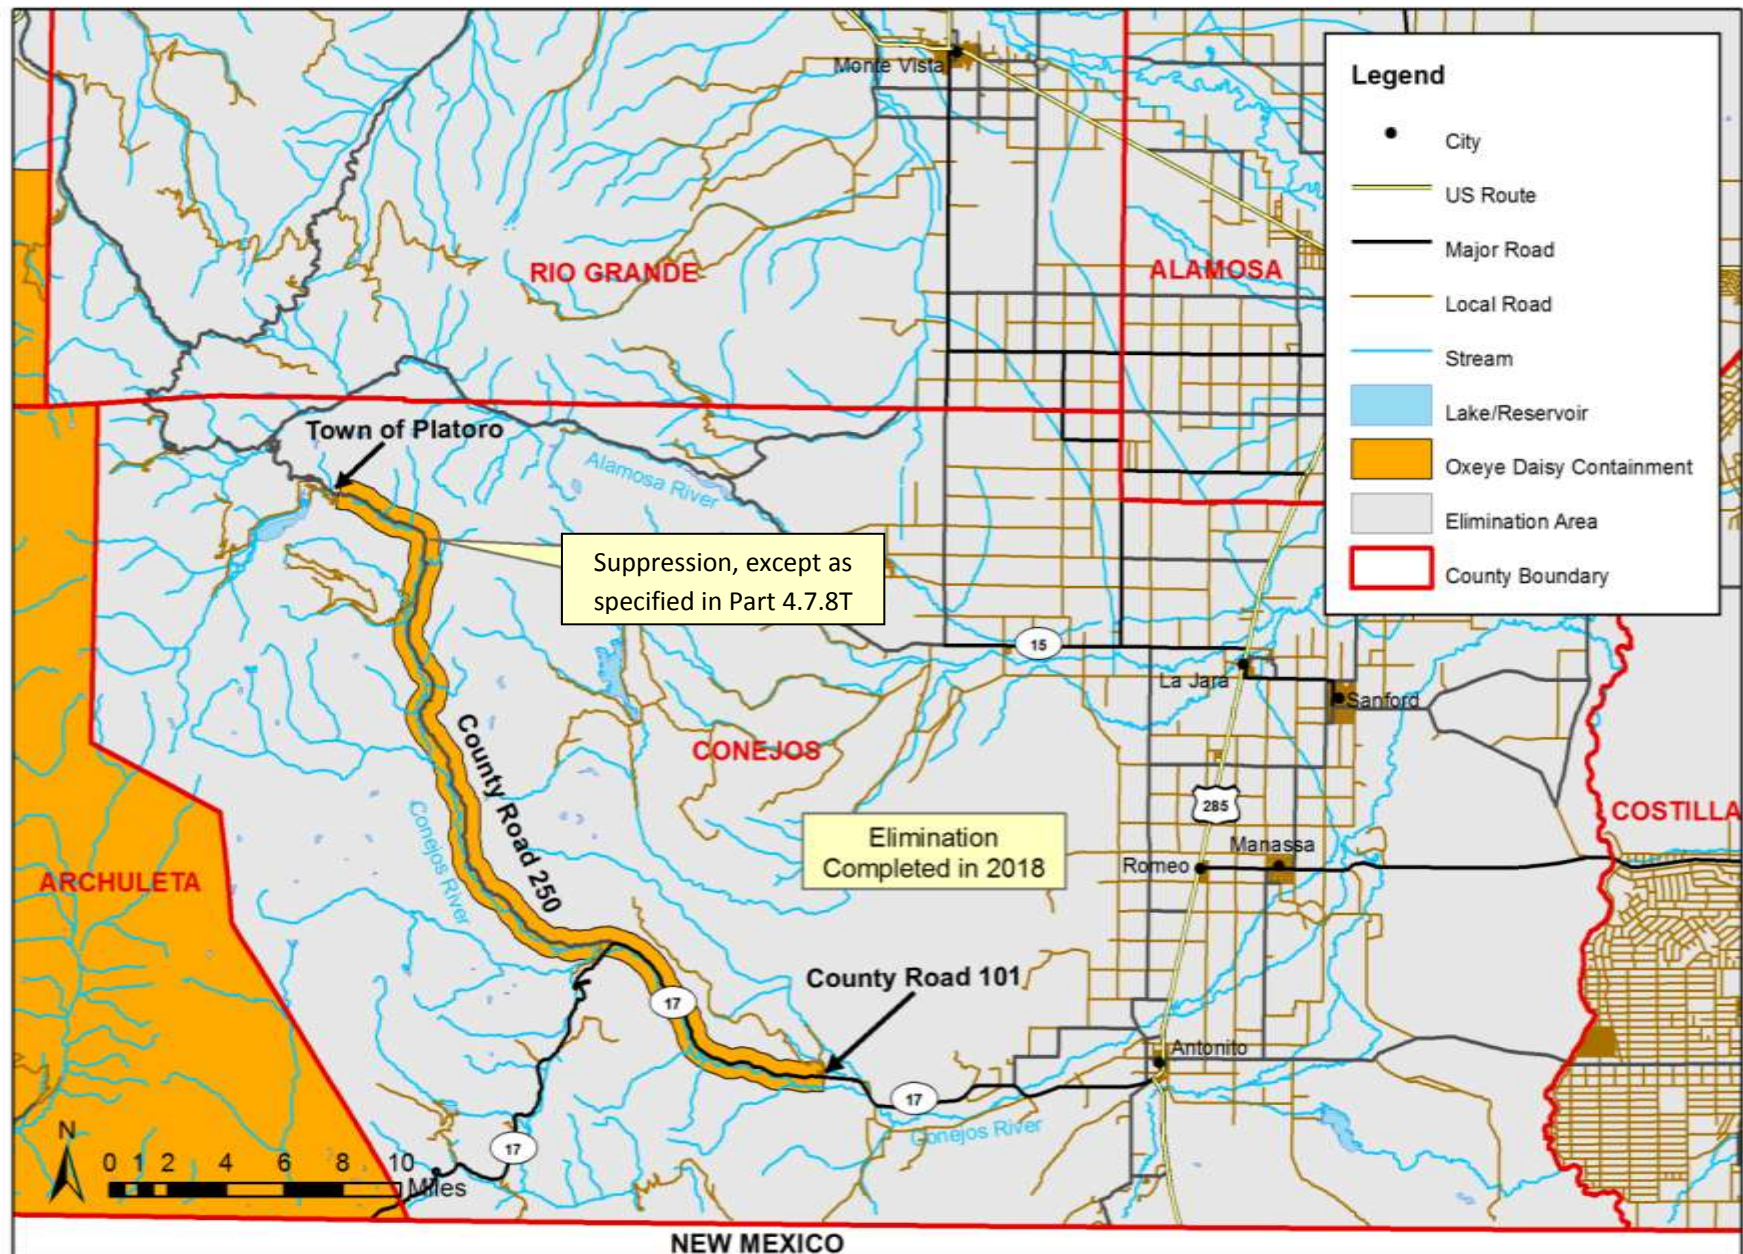 Monte Vista
Legend
City
US Route
Major Road
Local Road
Stream
Lake/Reservoir
Oxeye Daisy Containment
Elimination Area
County Boundary
RIO GRANDE
ALAMOSA
Town of Platoro
Alamosa River
Suppression, except as
specified in Part 4.7.8T
15
La Jara
Sanford
County Road 250
CONEJOS
285
COSTILLA
Conejos River
Elimination
Completed in 2018
Manassa
Romeo
ARCHULETA
County Road 101
17
Antonito
17
Conejos River
17
N
0 1 2 4 6 8 10
Miles
NEW MEXICO